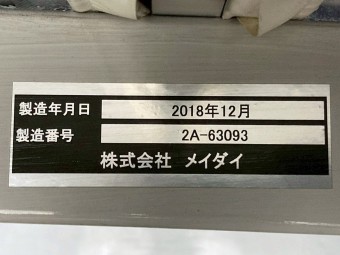 製造年月日 2018年12月
製造番号 2A-63093
株式会社 メイダイ